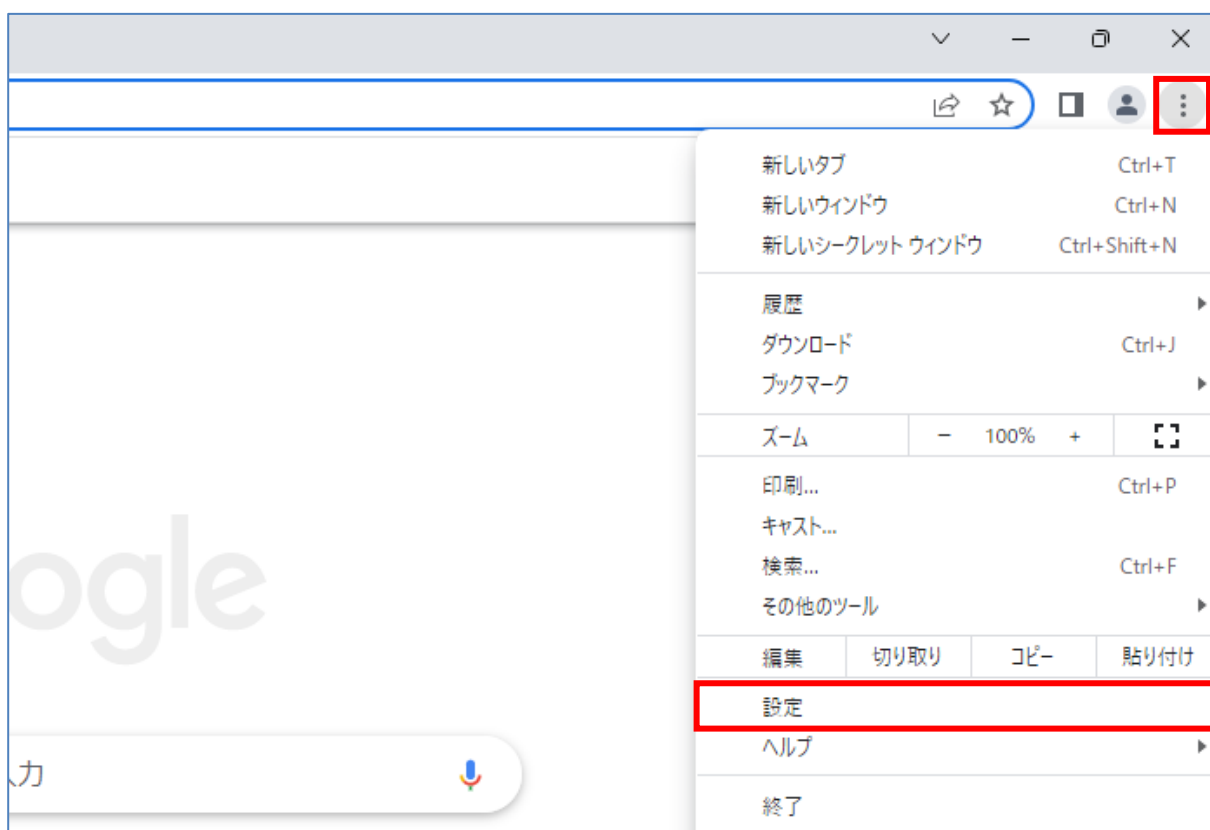 新しいタブ Ctrl+T
新しいウィンドウ Ctrl+N
新しいシークレット ウィンドウ Ctrl+Shift+N
履歴
ダウンロード Ctrl+J
ブックマーク
ズーム − 100% +
印刷... Ctrl+P
キャスト...
検索... Ctrl+F
その他のツール
ogle
編集 切り取り コピー 貼り付け
設定
ヘルプ
入力
終了